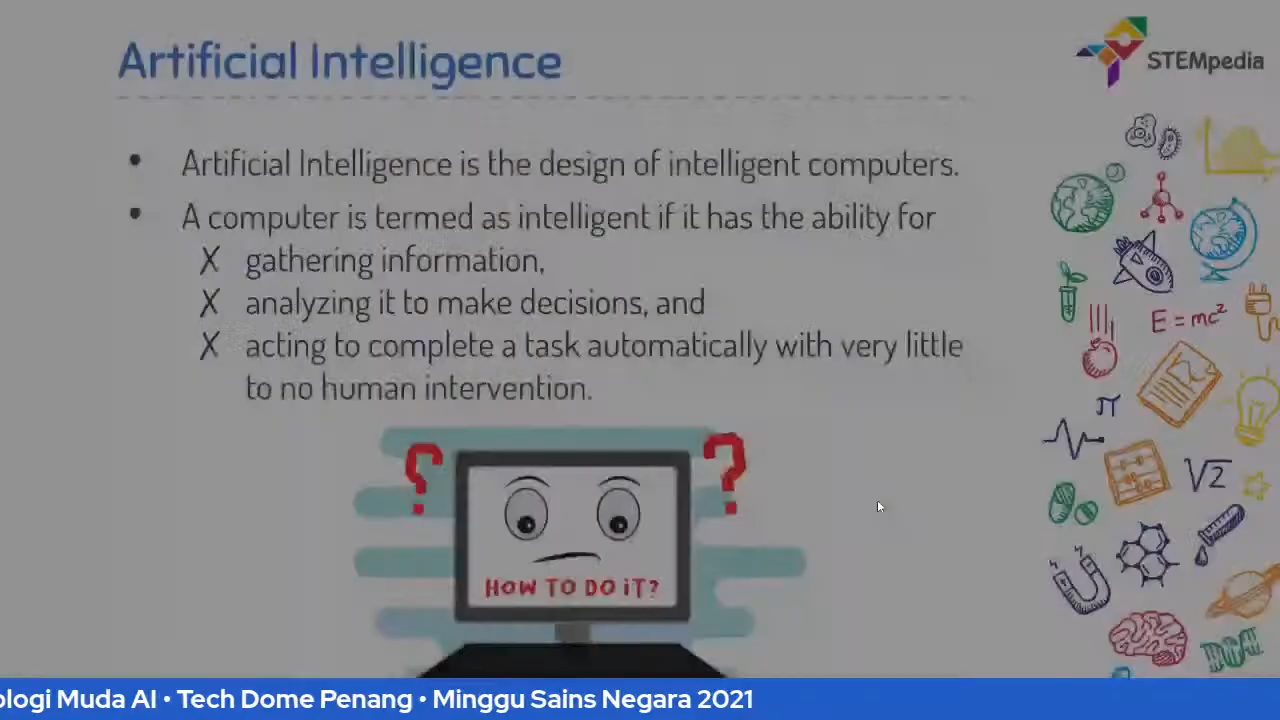 Artificial Intelligence
STEMpedia
• Artificial Intelligence is the design of intelligent computers.
• A computer is termed as intelligent if it has the ability for
X gathering information,
X analyzing it to make decisions, and
X acting to complete a task automatically with very little
to no human intervention.
E = mc²
π
√2
? ?
HOW TO DO iT?
DNA
ologi Muda AI • Tech Dome Penang • Minggu Sains Negara 2021